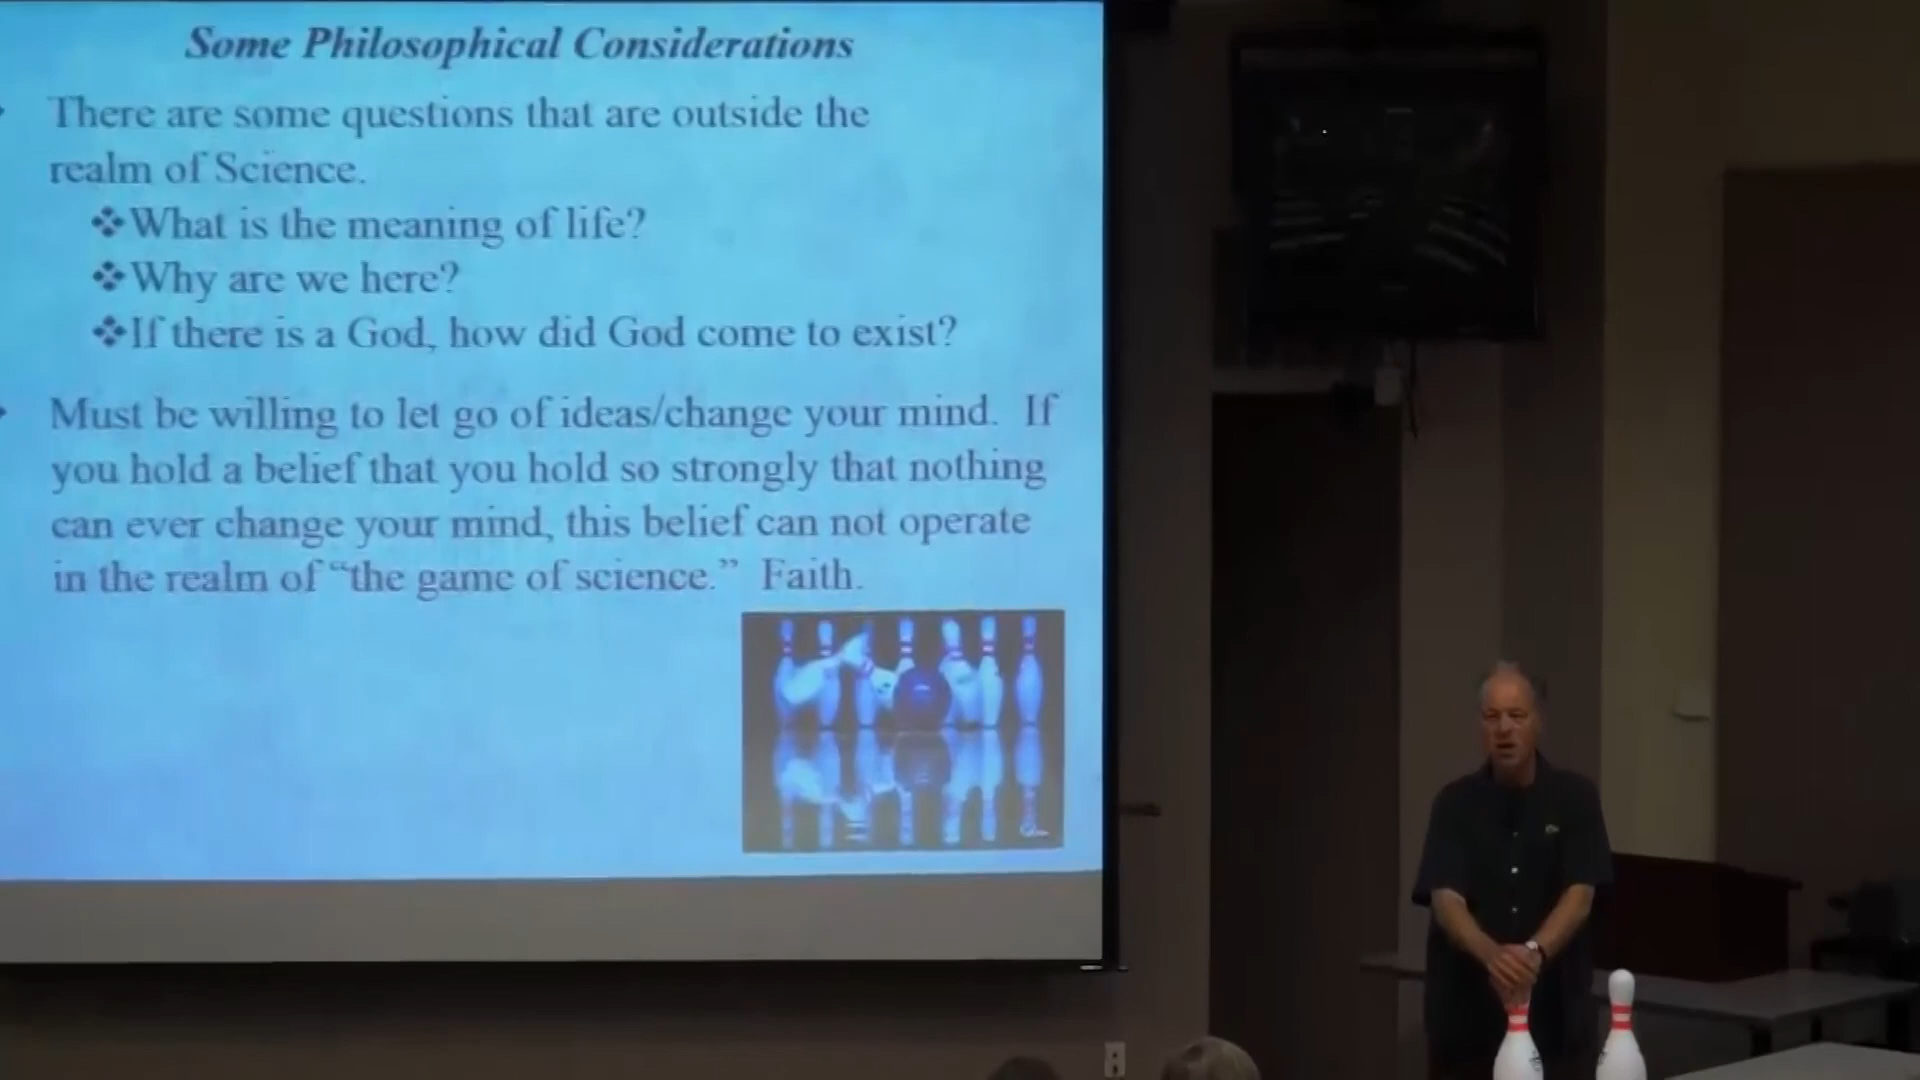 Some Philosophical Considerations
There are some questions that are outside the
realm of Science.
What is the meaning of life?
Why are we here?
If there is a God, how did God come to exist?
Must be willing to let go of ideas/change your mind. If
you hold a belief that you hold so strongly that nothing
can ever change your mind, this belief can not operate
in the realm of “the game of science.” Faith.